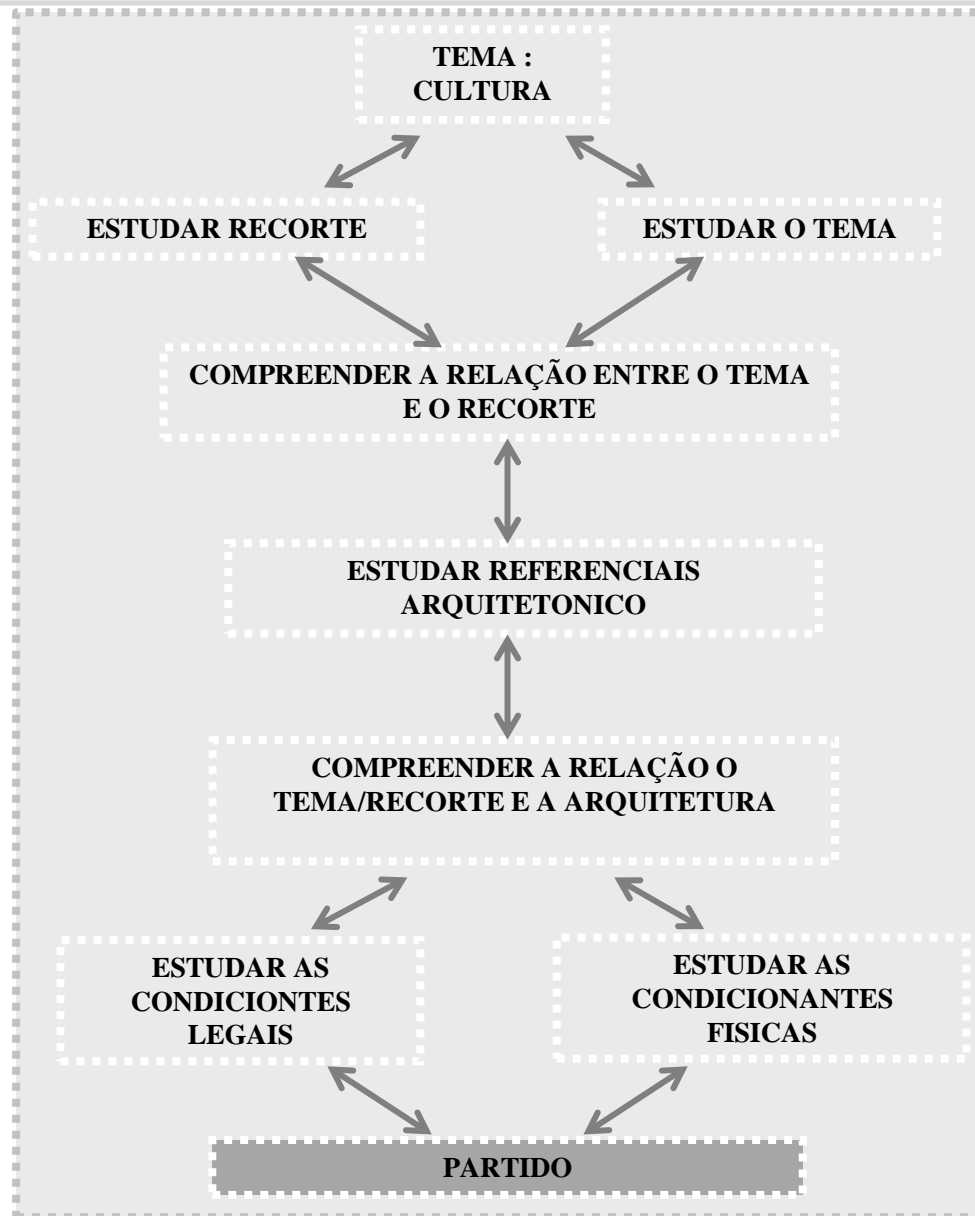 TEMA :
CULTURA
ESTUDAR RECORTE
ESTUDAR O TEMA
COMPREENDER A RELAÇÃO ENTRE O TEMA
E O RECORTE
ESTUDAR REFERENCIAIS
ARQUITETONICO
COMPREENDER A RELAÇÃO O
TEMA/RECORTE E A ARQUITETURA
ESTUDAR AS
CONDICIONTES
LEGAIS
ESTUDAR AS
CONDICIONANTES
FISICAS
PARTIDO